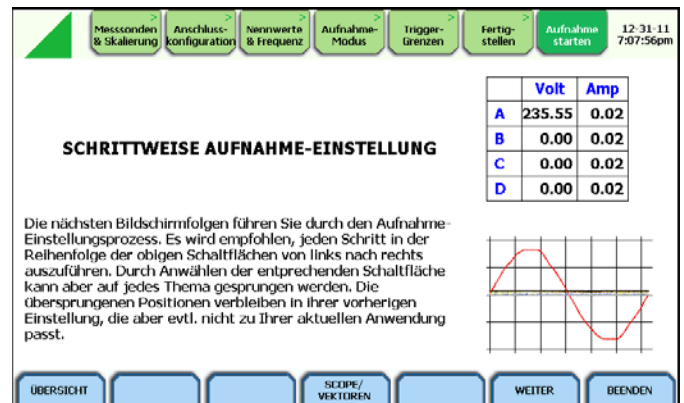 > > > > > > >
Messsonden & Skalierung
Anschluss-konfiguration
Nennwerte & Frequenz
Aufnahme-Modus
Trigger-Grenzen
Fertig-stellen
Aufnahme starten
12-31-11
7:07:56pm
Volt Amp
A 235.55 0.02
B 0.00 0.02
C 0.00 0.02
D 0.00 0.02
SCHRITTWEISE AUFNAHME-EINSTELLUNG
Die nächsten Bildschirmfolgen führen Sie durch den Aufnahme-
Einstellungsprozess. Es wird empfohlen, jeden Schritt in der
Reihenfolge der obigen Schaltflächen von links nach rechts
auszuführen. Durch Anwählen der entprechenden Schaltfläche
kann aber auf jedes Thema gesprungen werden. Die
übersprungenen Positionen verbleiben in ihrer vorherigen
Einstellung, die aber evtl. nicht zu Ihrer aktuellen Anwendung
passt.
ÜBERSICHT
SCOPE/
VEKTOREN
WEITER
BEENDEN